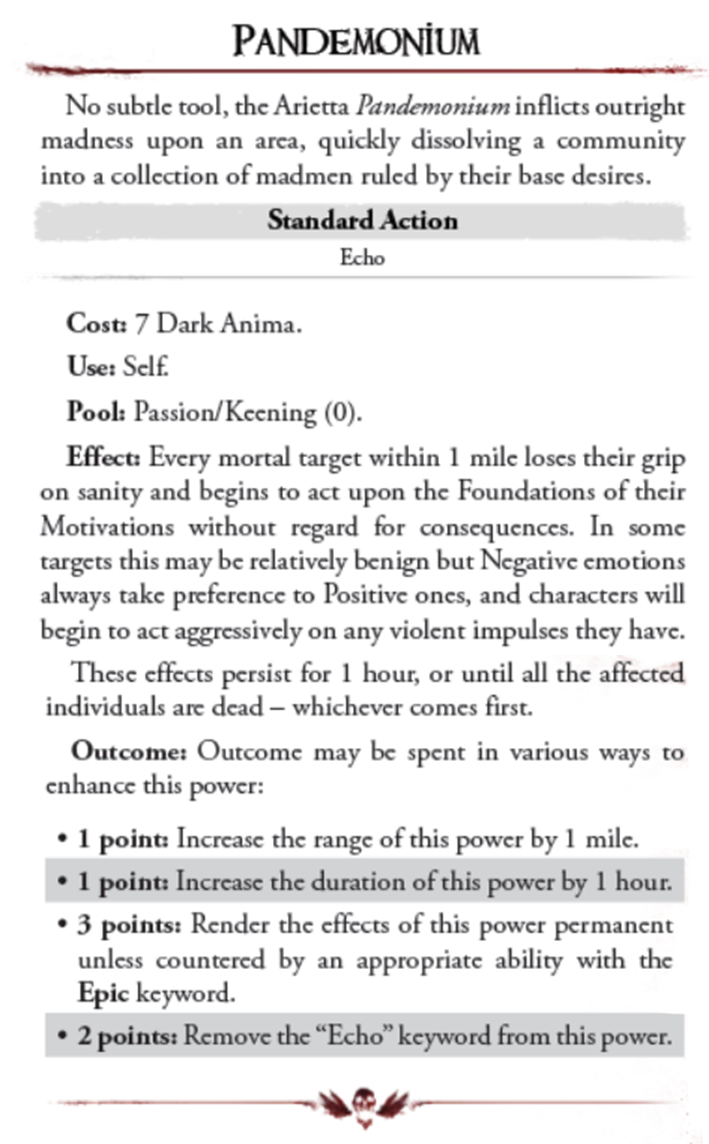 PANDEMONIUM
No subtle tool, the Arietta Pandemonium inflicts outright
madness upon an area, quickly dissolving a community
into a collection of madmen ruled by their base desires.
Standard Action
Echo
Cost: 7 Dark Anima.
Use: Self.
Pool: Passion/Keening (0).
Effect: Every mortal target within 1 mile loses their grip
on sanity and begins to act upon the Foundations of their
Motivations without regard for consequences. In some
targets this may be relatively benign but Negative emotions
always take preference to Positive ones, and characters will
begin to act aggressively on any violent impulses they have.
These effects persist for 1 hour, or until all the affected
individuals are dead – whichever comes first.
Outcome: Outcome may be spent in various ways to
enhance this power:
• 1 point: Increase the range of this power by 1 mile.
• 1 point: Increase the duration of this power by 1 hour.
• 3 points: Render the effects of this power permanent
unless countered by an appropriate ability with the
Epic keyword.
• 2 points: Remove the “Echo” keyword from this power.